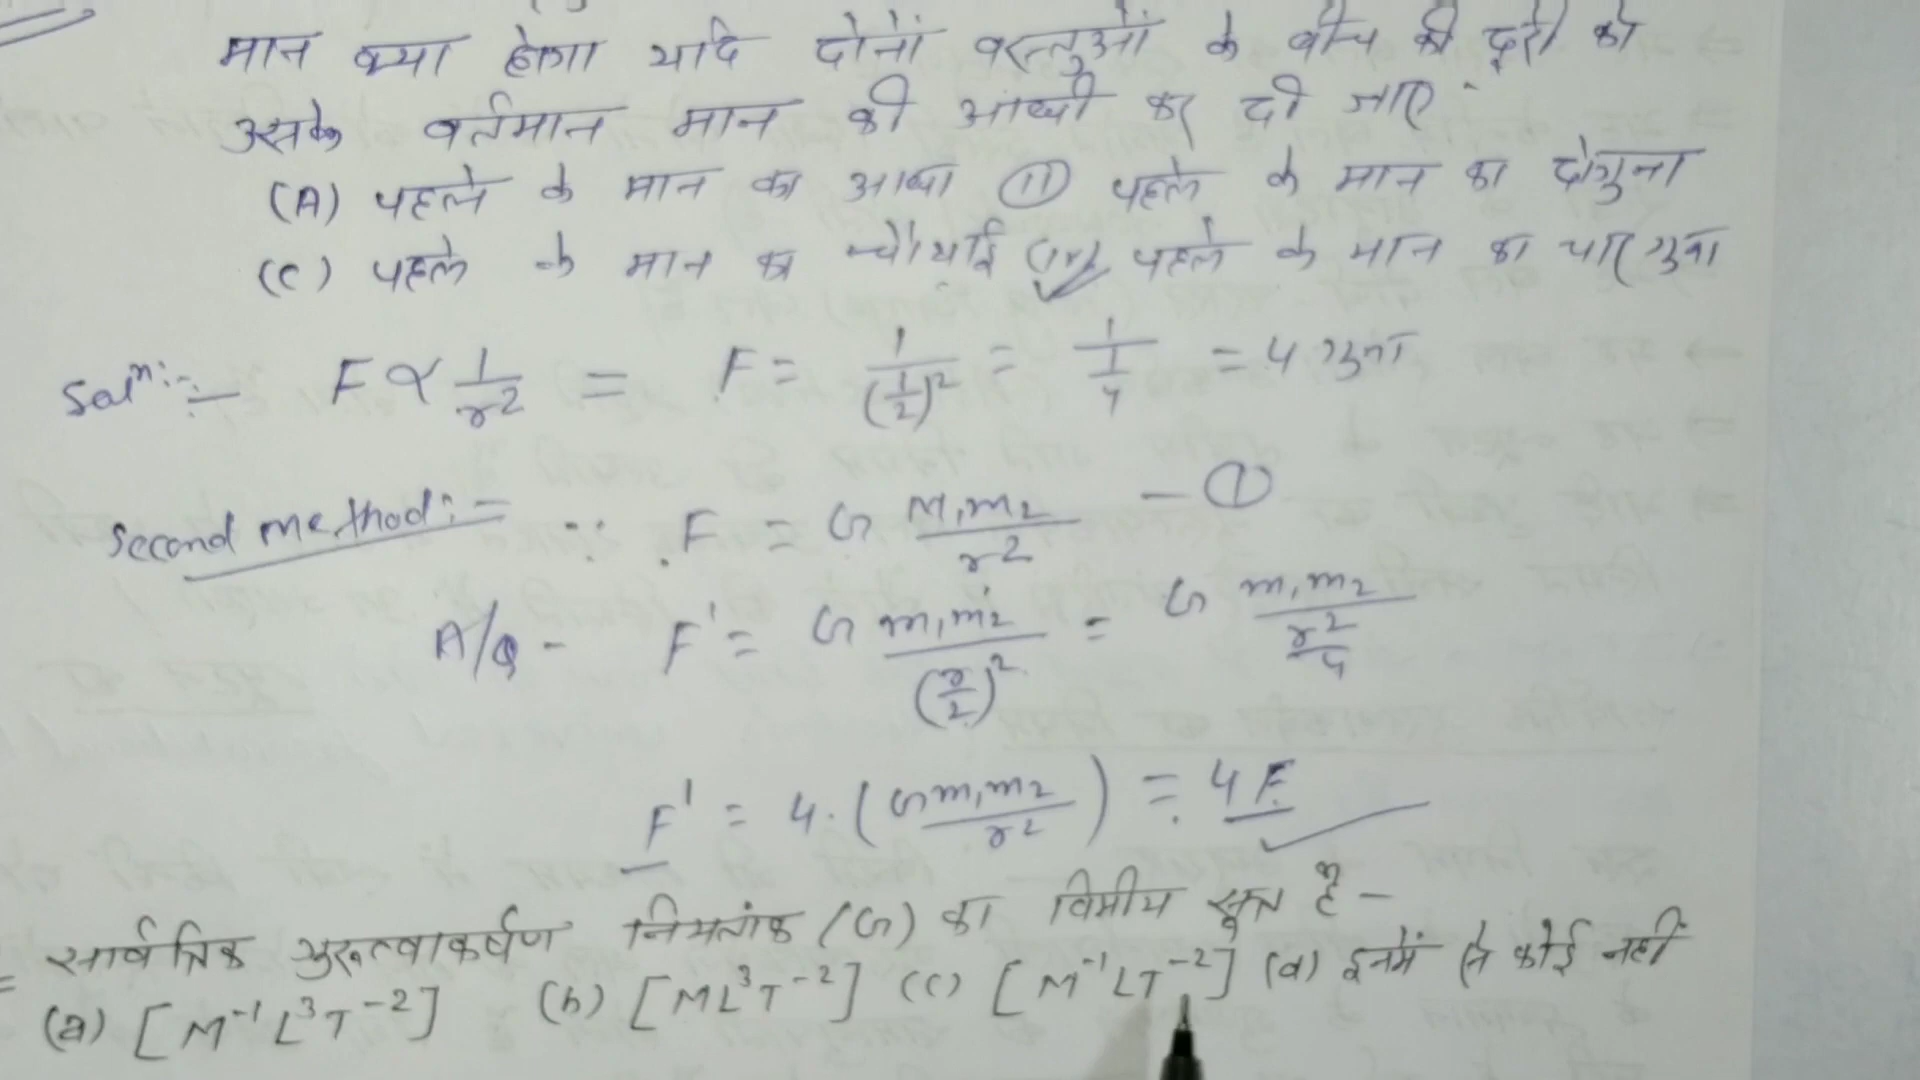 मान क्या होगा यदि दोनों वस्तुओं के बीच की दूरी को
उसके वर्तमान मान की आधी कर दी जाए
(A) पहले के मान का आधा (11) पहले के मान का दोगुना
(C) पहले के मान का चौथाई (iv) पहले के मान का चार गुना
Solⁿ:- F ∝ 1/r² = F = 1/(1/2)² = 1/(1/4) = 4 गुना
Second method:- ∵ F = G m₁m₂/r² - (1)
A/Q - F' = G m₁m₂/(r/2)² = G m₁m₂/(r²/4)
F' = 4.(G m₁m₂/r²) = 4F
सार्वत्रिक गुरुत्वाकर्षण नियतांक (G) का विमीय सूत्र है -
(a) [M⁻¹L³T⁻²] (b) [ML³T⁻²] (c) [M⁻¹LT⁻²] (d) इनमें से कोई नहीं